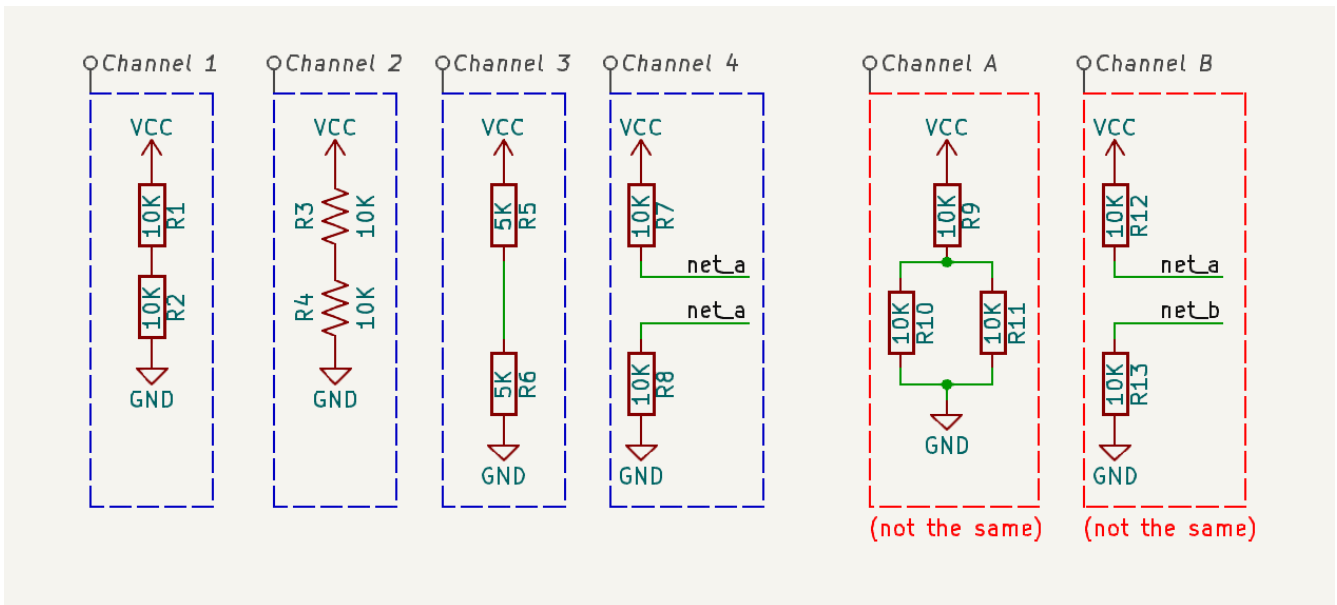 Channel 1
Channel 2
Channel 3
Channel 4
Channel A
Channel B
VCC
10K
R1
10K
R2
GND
VCC
R3
10K
R4
10K
GND
VCC
5K
R5
5K
R6
GND
VCC
10K
R7
net_a
net_a
10K
R8
GND
VCC
10K
R9
10K
R10
10K
R11
GND
(not the same)
VCC
10K
R12
net_a
net_b
10K
R13
GND
(not the same)